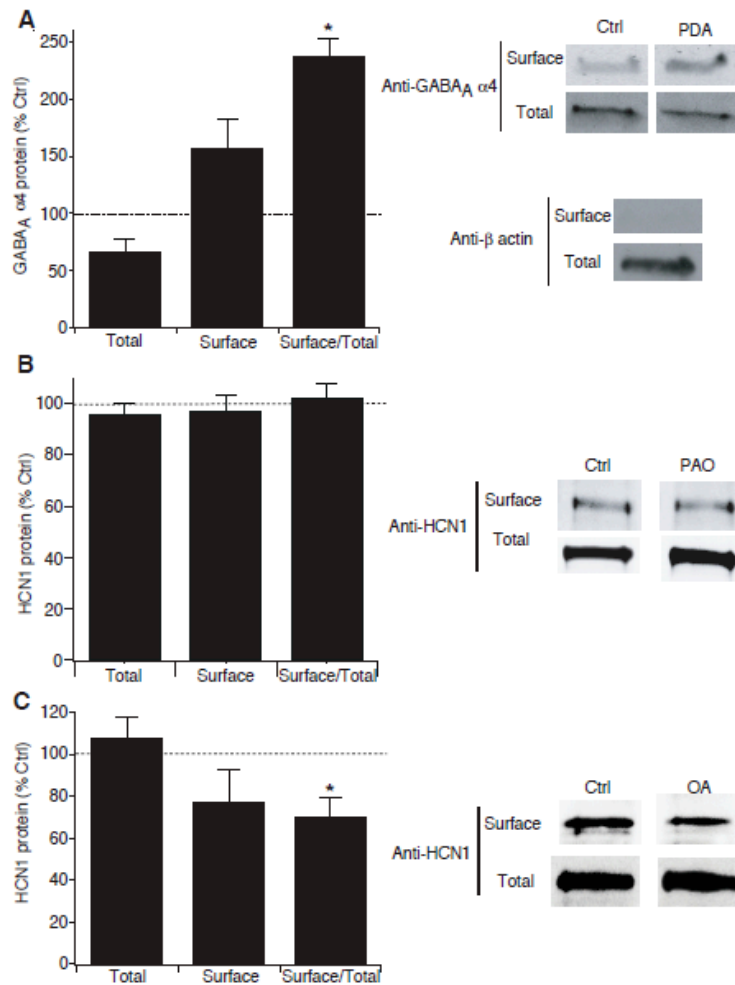 A
GABAA α4 protein (% Ctrl)
250
200
150
100
50
0
Total Surface Surface/Total
*
Ctrl PDA
Anti-GABAA α4
Surface
Total
Anti-β actin
Surface
Total
B
HCN1 protein (% Ctrl)
100
80
60
40
20
0
Total Surface Surface/Total
Ctrl PAO
Anti-HCN1
Surface
Total
C
HCN1 protein (% Ctrl)
120
100
80
60
40
20
0
Total Surface Surface/Total
*
Ctrl OA
Anti-HCN1
Surface
Total